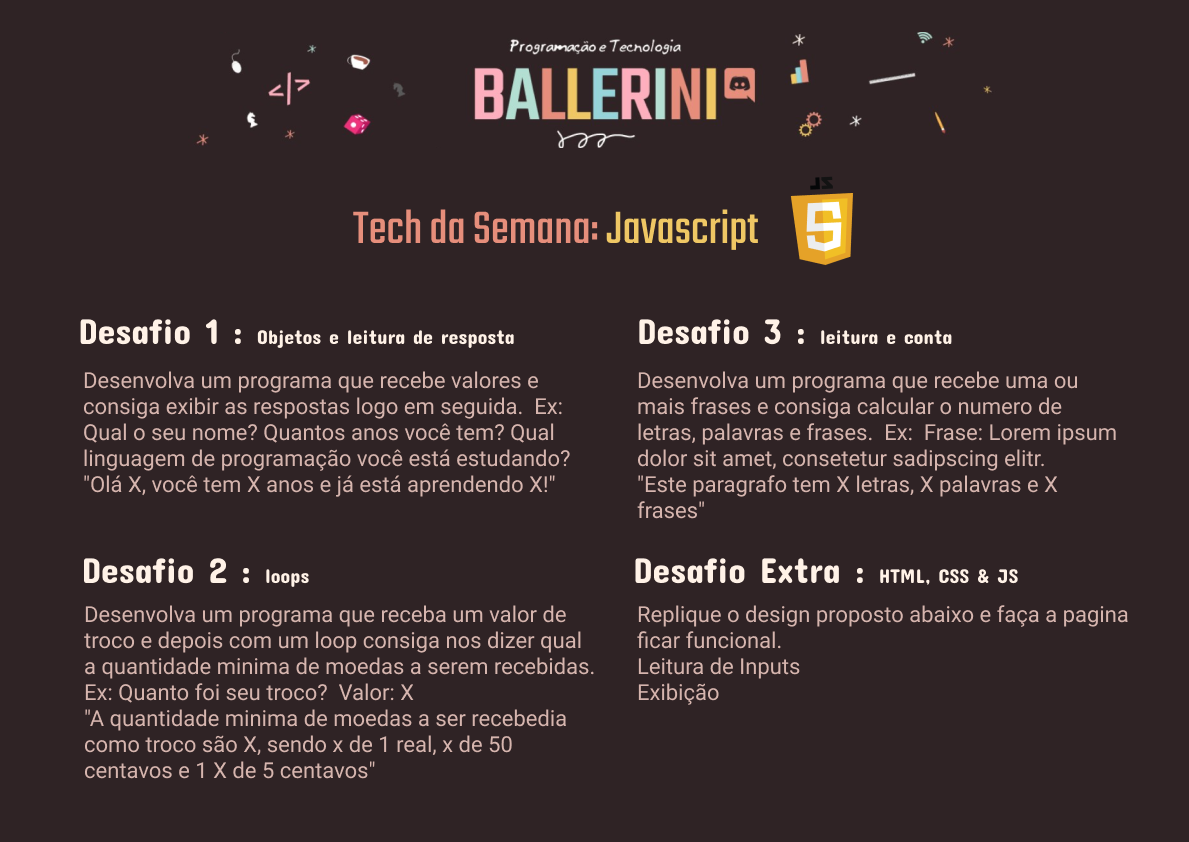 Programação e Tecnologia
BALLERINI
</>
JS
Tech da Semana: Javascript
Desafio 1 : Objetos e leitura de resposta
Desenvolva um programa que recebe valores e
consiga exibir as respostas logo em seguida.  Ex:
Qual o seu nome? Quantos anos você tem? Qual
linguagem de programação você está estudando?
"Olá X, você tem X anos e já está aprendendo X!"
Desafio 2 : loops
Desenvolva um programa que receba um valor de
troco e depois com um loop consiga nos dizer qual
a quantidade minima de moedas a serem recebidas.
Ex: Quanto foi seu troco?  Valor: X
"A quantidade minima de moedas a ser recebedia
como troco são X, sendo x de 1 real, x de 50
centavos e 1 X de 5 centavos"
Desafio 3 : leitura e conta
Desenvolva um programa que recebe uma ou
mais frases e consiga calcular o numero de
letras, palavras e frases.  Ex:  Frase: Lorem ipsum
dolor sit amet, consetetur sadipscing elitr.
"Este paragrafo tem X letras, X palavras e X
frases"
Desafio Extra : HTML, CSS & JS
Replique o design proposto abaixo e faça a pagina
ficar funcional.
Leitura de Inputs
Exibição